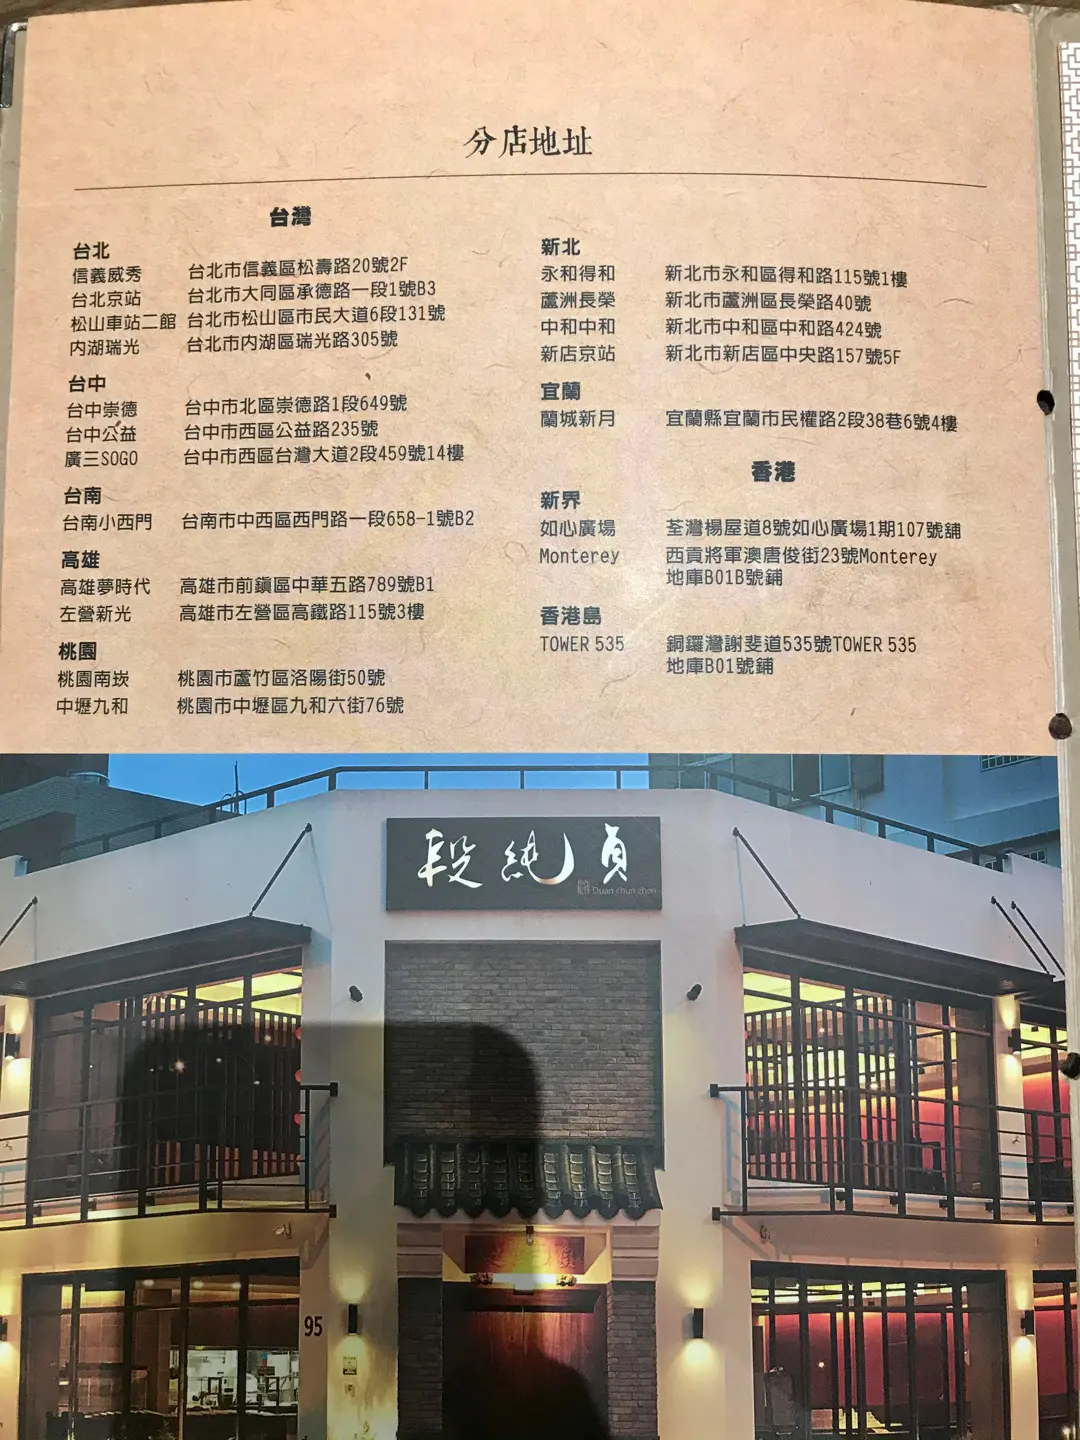 分店地址
台灣
台北
信義威秀 台北市信義區松壽路20號2F
台北京站 台北市大同區承德路一段1號B3
松山車站二館 台北市松山區市民大道6段131號
內湖瑞光 台北市內湖區瑞光路305號
台中
台中崇德 台中市北區崇德路1段649號
台中公益 台中市西區公益路235號
廣三SOGO 台中市西區台灣大道2段459號14樓
台南
台南小西門 台南市中西區西門路一段658-1號B2
高雄
高雄夢時代 高雄市前鎮區中華五路789號B1
左營新光 高雄市左營區高鐵路115號3樓
桃園
桃園南崁 桃園市蘆竹區洛陽街50號
中壢九和 桃園市中壢區九和六街76號
新北
永和得和 新北市永和區得和路115號1樓
蘆洲長榮 新北市蘆洲區長榮路40號
中和中和 新北市中和區中和路424號
新店京站 新北市新店區中央路157號5F
宜蘭
蘭城新月 宜蘭縣宜蘭市民權路2段38巷6號4樓
香港
新界
如心廣場 荃灣楊屋道8號如心廣場1期107號舖
Monterey 西貢將軍澳唐俊街23號Monterey
地庫B01B號鋪
香港島
TOWER 535 銅鑼灣謝斐道535號TOWER 535
地庫B01號鋪
段純貞
Duan chun zhen
95